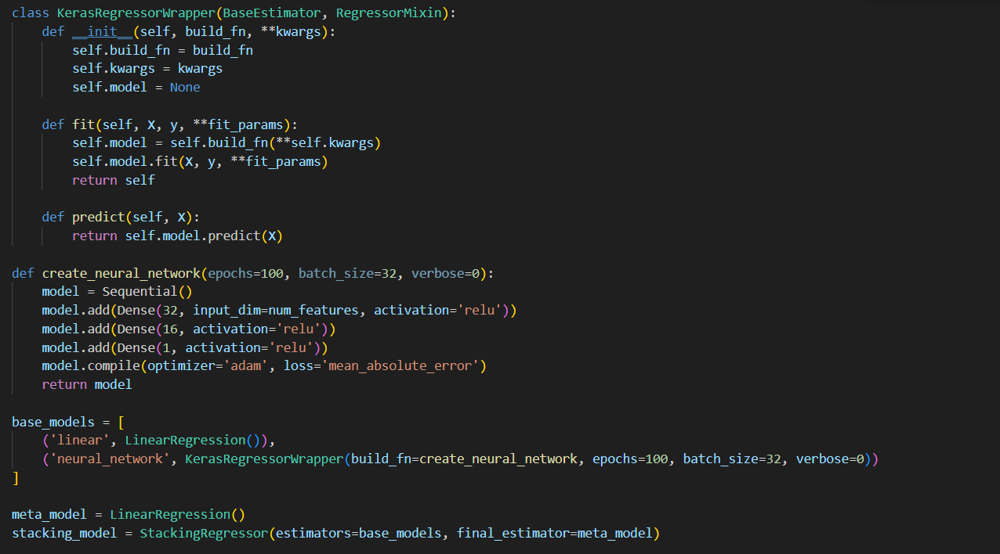 class KerasRegressorWrapper(BaseEstimator, RegressorMixin):
    def __init__(self, build_fn, **kwargs):
        self.build_fn = build_fn
        self.kwargs = kwargs
        self.model = None

    def fit(self, X, y, **fit_params):
        self.model = self.build_fn(**self.kwargs)
        self.model.fit(X, y, **fit_params)
        return self

    def predict(self, X):
        return self.model.predict(X)

def create_neural_network(epochs=100, batch_size=32, verbose=0):
    model = Sequential()
    model.add(Dense(32, input_dim=num_features, activation='relu'))
    model.add(Dense(16, activation='relu'))
    model.add(Dense(1, activation='relu'))
    model.compile(optimizer='adam', loss='mean_absolute_error')
    return model

base_models = [
    ('linear', LinearRegression()),
    ('neural_network', KerasRegressorWrapper(build_fn=create_neural_network, epochs=100, batch_size=32, verbose=0))
]

meta_model = LinearRegression()
stacking_model = StackingRegressor(estimators=base_models, final_estimator=meta_model)